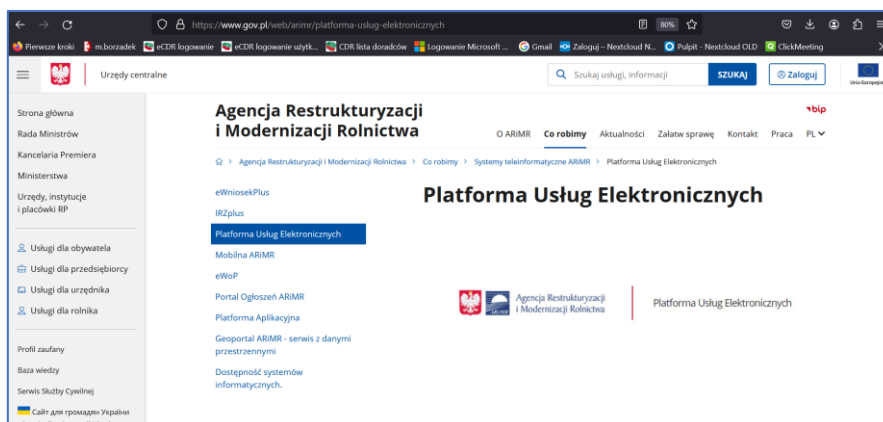 https://www.gov.pl/web/arimr/platforma-uslug-elektronicznych
80%
Pierwsze kroki
m.borzadek
eCDR logowanie
eCDR logowanie użytk...
CDR lista doradców
Logowanie Microsoft ...
Gmail
Zaloguj – Nextcloud N...
Pulpit - Nextcloud OLD
ClickMeeting
Urzędy centralne
Szukaj usługi, informacji
SZUKAJ
Zaloguj
Unia Europejska
Strona główna
Rada Ministrów
Kancelaria Premiera
Ministerstwa
Urzędy, instytucje
i placówki RP
Usługi dla obywatela
Usługi dla przedsiębiorcy
Usługi dla urzędnika
Usługi dla rolnika
Profil zaufany
Baza wiedzy
Serwis Służby Cywilnej
Сайт для громадян України
Agencja Restrukturyzacji
i Modernizacji Rolnictwa
bip
O ARiMR
Co robimy
Aktualności
Załatw sprawę
Kontakt
Praca
PL
Agencja Restrukturyzacji i Modernizacji Rolnictwa > Co robimy > Systemy teleinformatyczne ARiMR > Platforma Usług Elektronicznych
eWniosekPlus
IRZplus
Platforma Usług Elektronicznych
Mobilna ARiMR
eWoP
Portal Ogłoszeń ARiMR
Platforma Aplikacyjna
Geoportal ARiMR - serwis z danymi
przestrzennymi
Dostępność systemów
informatycznych.
Platforma Usług Elektronicznych
Agencja Restrukturyzacji
i Modernizacji Rolnictwa
Platforma Usług Elektronicznych